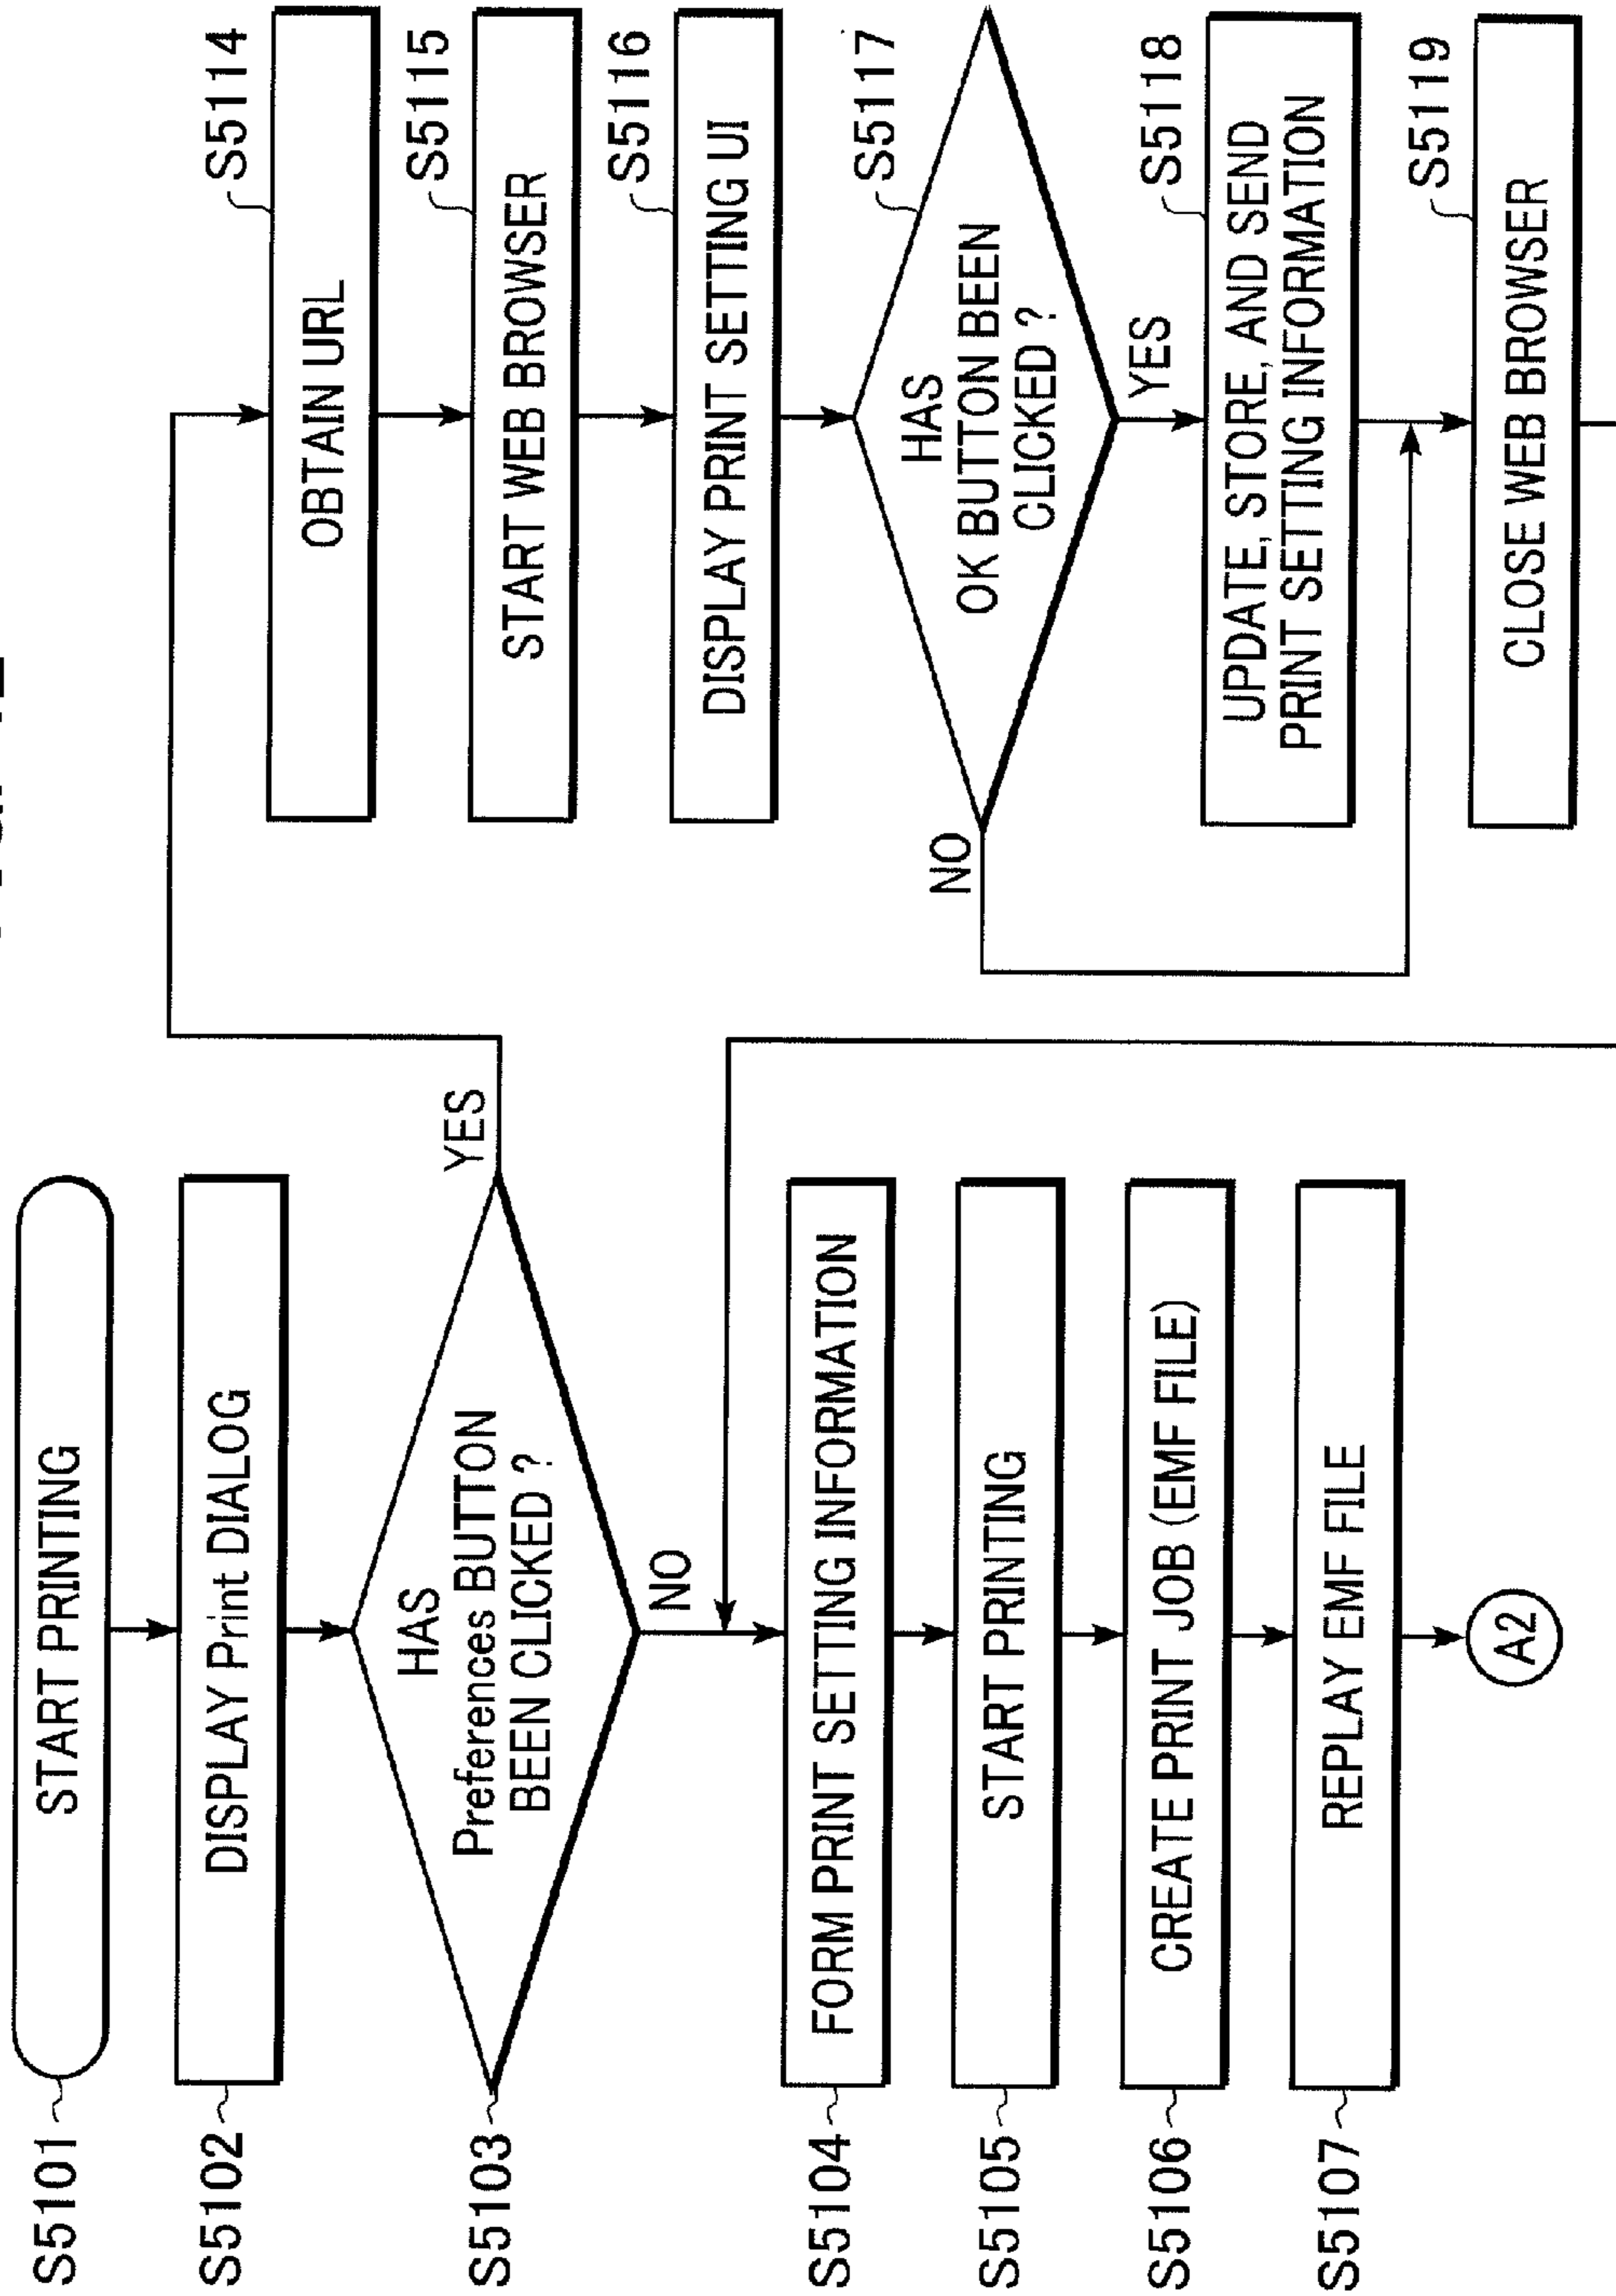 S5101
START PRINTING
S5102
DISPLAY Print DIALOG
S5103
HAS
Preferences BUTTON
BEEN CLICKED ?
YES
NO
S5104
FORM PRINT SETTING INFORMATION
S5105
START PRINTING
S5106
CREATE PRINT JOB (EMF FILE)
S5107
REPLAY EMF FILE
A2
S5114
OBTAIN URL
S5115
START WEB BROWSER
S5116
DISPLAY PRINT SETTING UI
S5117
HAS
OK BUTTON BEEN
CLICKED ?
NO
YES
S5118
UPDATE, STORE, AND SEND
PRINT SETTING INFORMATION
S5119
CLOSE WEB BROWSER